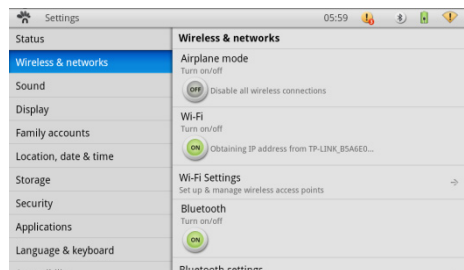 Settings
05:59
Status
Wireless & networks
Sound
Display
Family accounts
Location, date & time
Storage
Security
Applications
Language & keyboard
Wireless & networks
Airplane mode
Turn on/off
OFF Disable all wireless connections
Wi-Fi
Turn on/off
ON Obtaining IP address from TP-LINK_B5A6E0...
Wi-Fi Settings
Set up & manage wireless access points
Bluetooth
Turn on/off
ON
Bluetooth settings